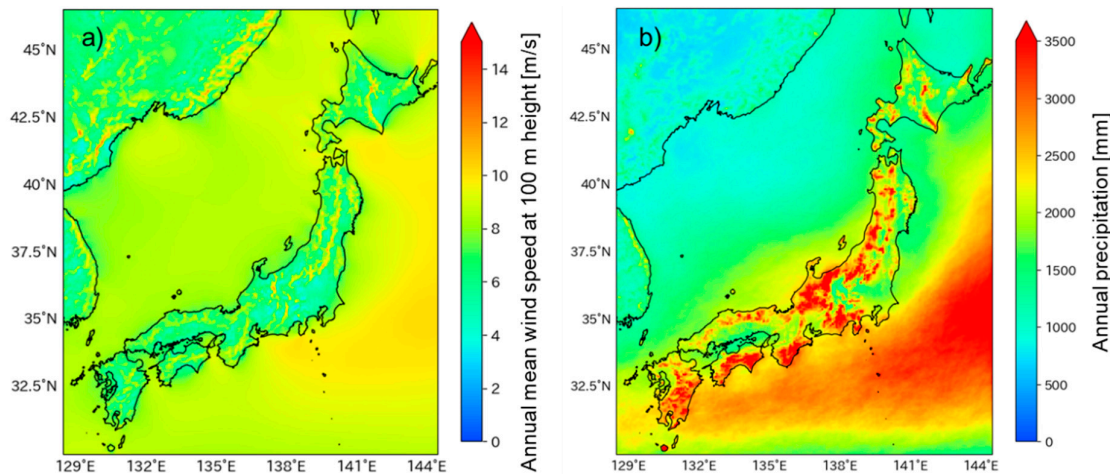 a)
45°N
42.5°N
40°N
37.5°N
35°N
32.5°N
129°E 132°E 135°E 138°E 141°E 144°E
14
12
10
8
6
4
2
0
Annual mean wind speed at 100 m height [m/s]
b)
45°N
42.5°N
40°N
37.5°N
35°N
32.5°N
129°E 132°E 135°E 138°E 141°E 144°E
3500
3000
2500
2000
1500
1000
500
0
Annual precipitation [mm]